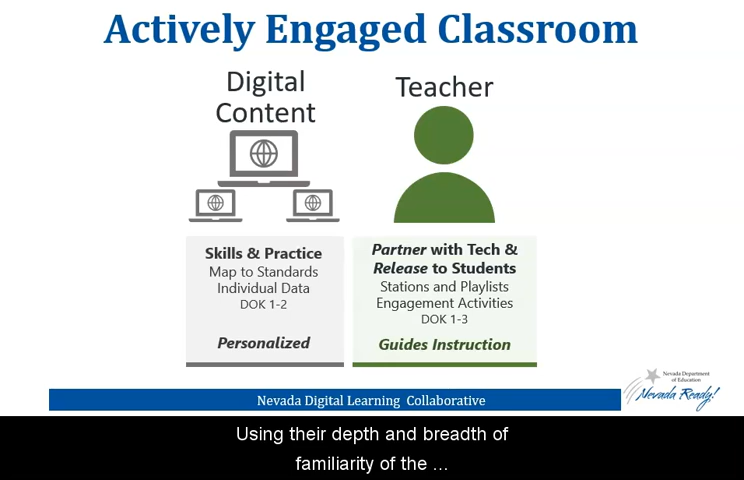 Actively Engaged Classroom
Digital
Content
Teacher
Skills & Practice
Map to Standards
Individual Data
DOK 1-2
Personalized
Partner with Tech &
Release to Students
Stations and Playlists
Engagement Activities
DOK 1-3
Guides Instruction
Nevada Digital Learning Collaborative
Nevada Department
of Education
Nevada Ready!
Using their depth and breadth of
familiarity of the ...